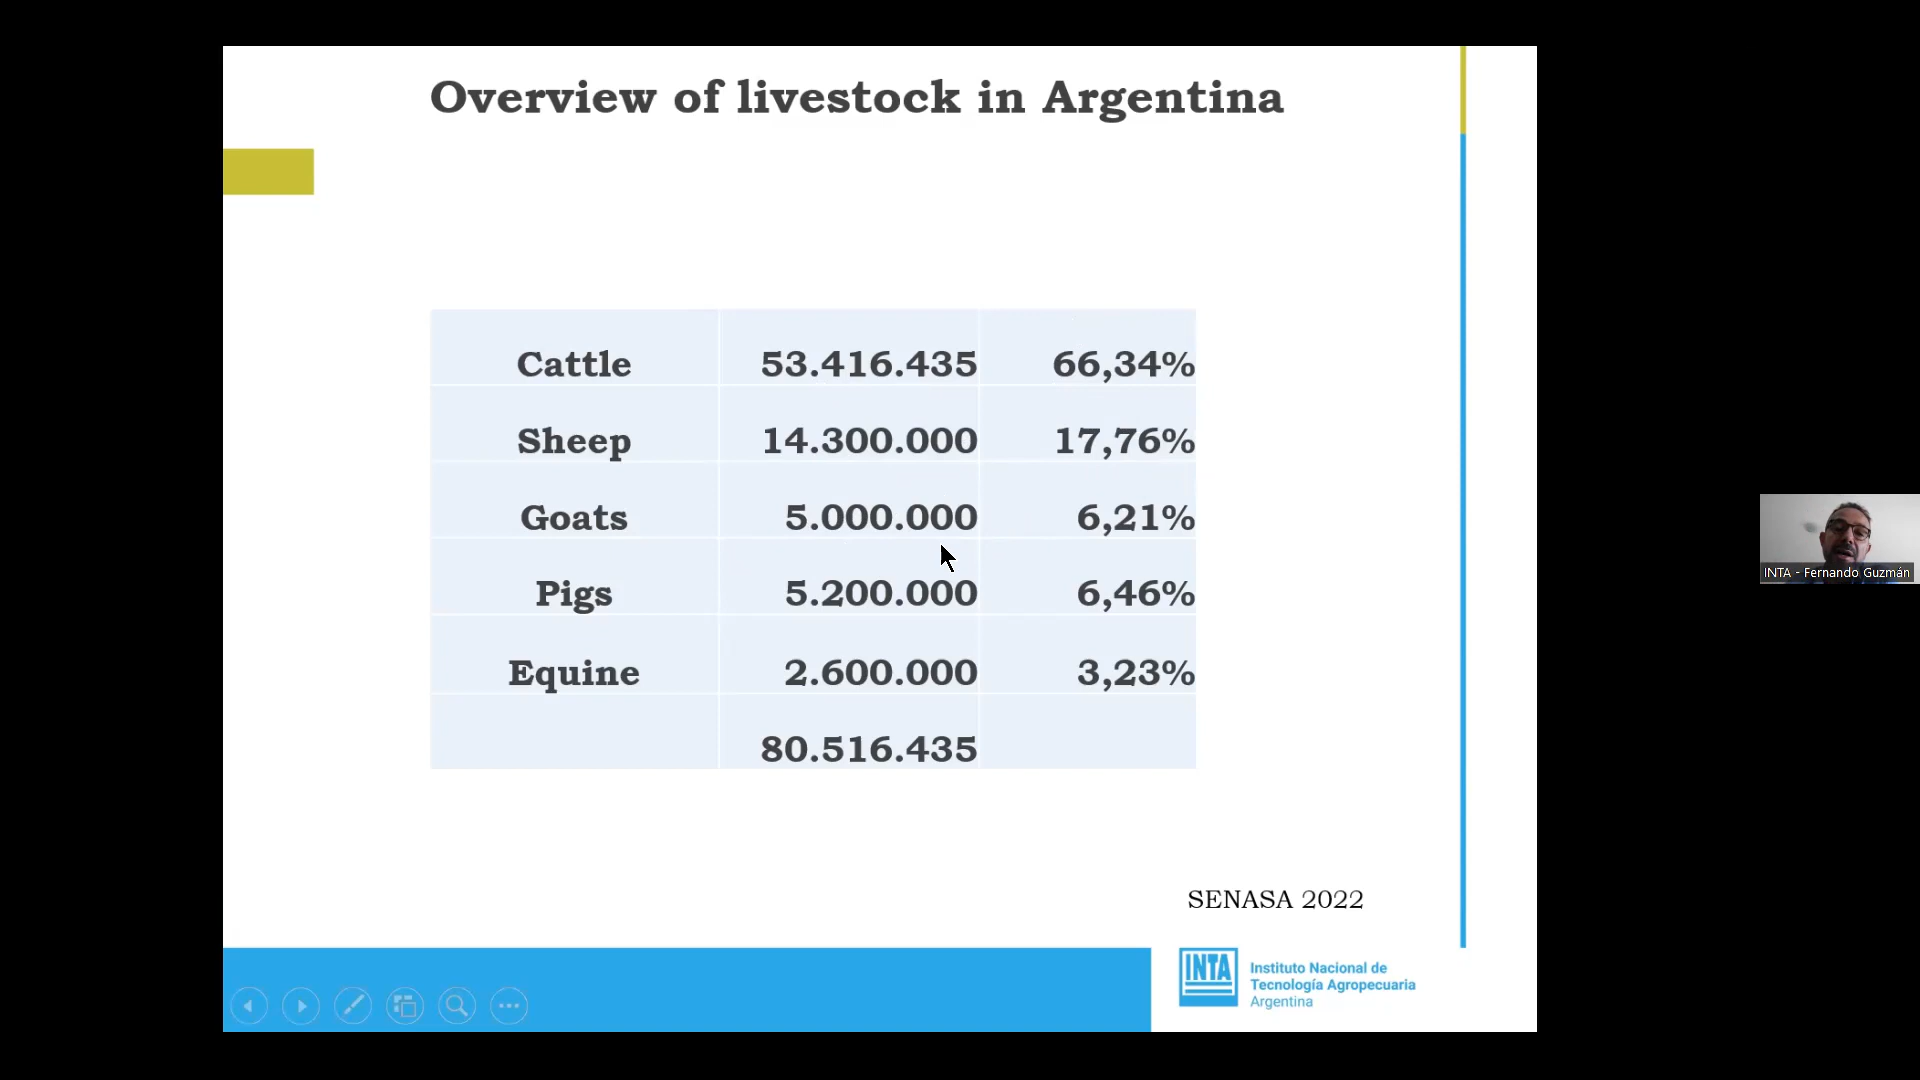 Overview of livestock in Argentina
Cattle 53.416.435 66,34%
Sheep 14.300.000 17,76%
Goats 5.000.000 6,21%
Pigs 5.200.000 6,46%
Equine 2.600.000 3,23%
80.516.435
SENASA 2022
INTA
Instituto Nacional de
Tecnología Agropecuaria
Argentina
INTA - Fernando Guzmán